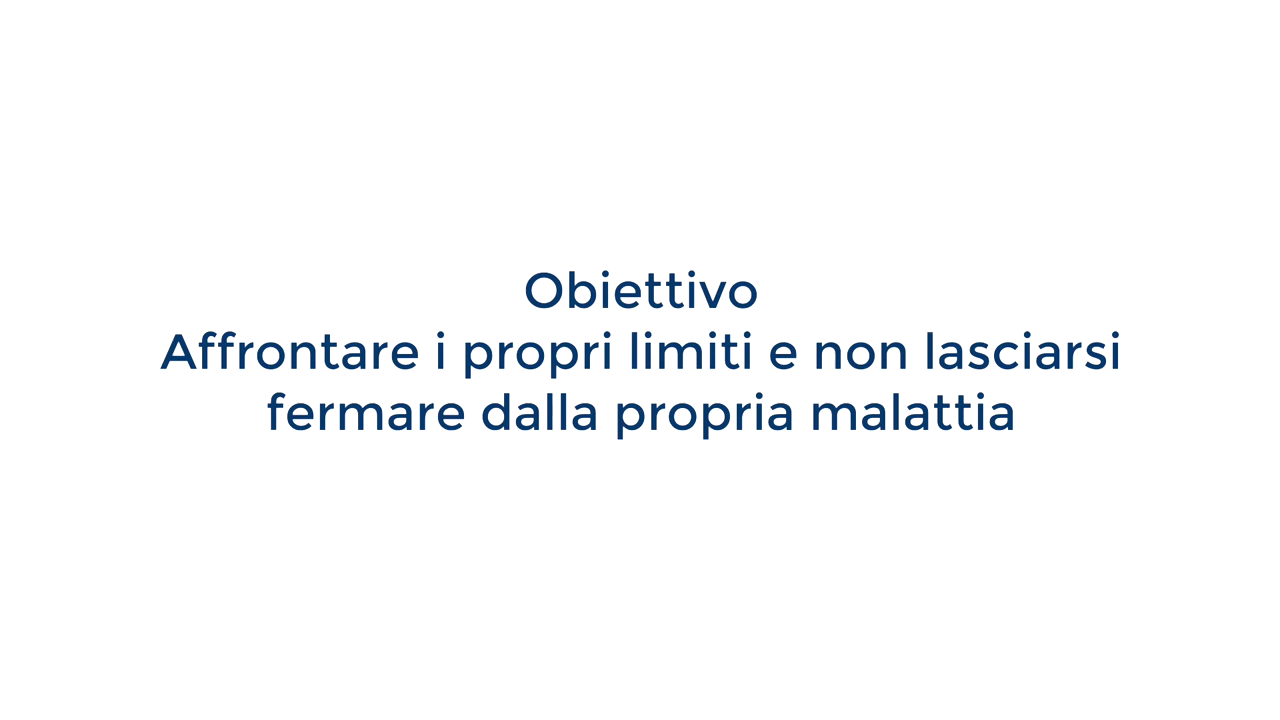 Obiettivo
Affrontare i propri limiti e non lasciarsi
fermare dalla propria malattia